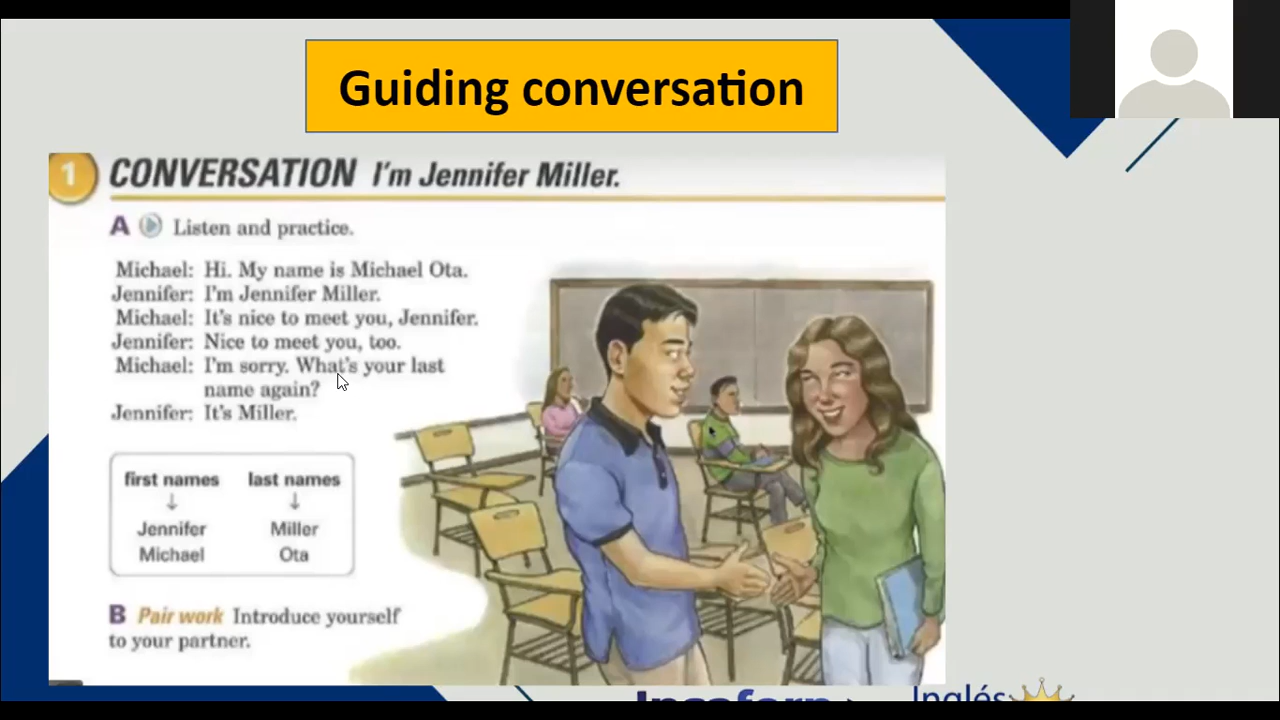 Guiding conversation
1 CONVERSATION I'm Jennifer Miller.
A Listen and practice.
Michael: Hi. My name is Michael Ota.
Jennifer: I'm Jennifer Miller.
Michael: It's nice to meet you, Jennifer.
Jennifer: Nice to meet you, too.
Michael: I'm sorry. What's your last
name again?
Jennifer: It's Miller.
first names last names
Jennifer Miller
Michael Ota
B Pair work Introduce yourself
to your partner.
Inglés